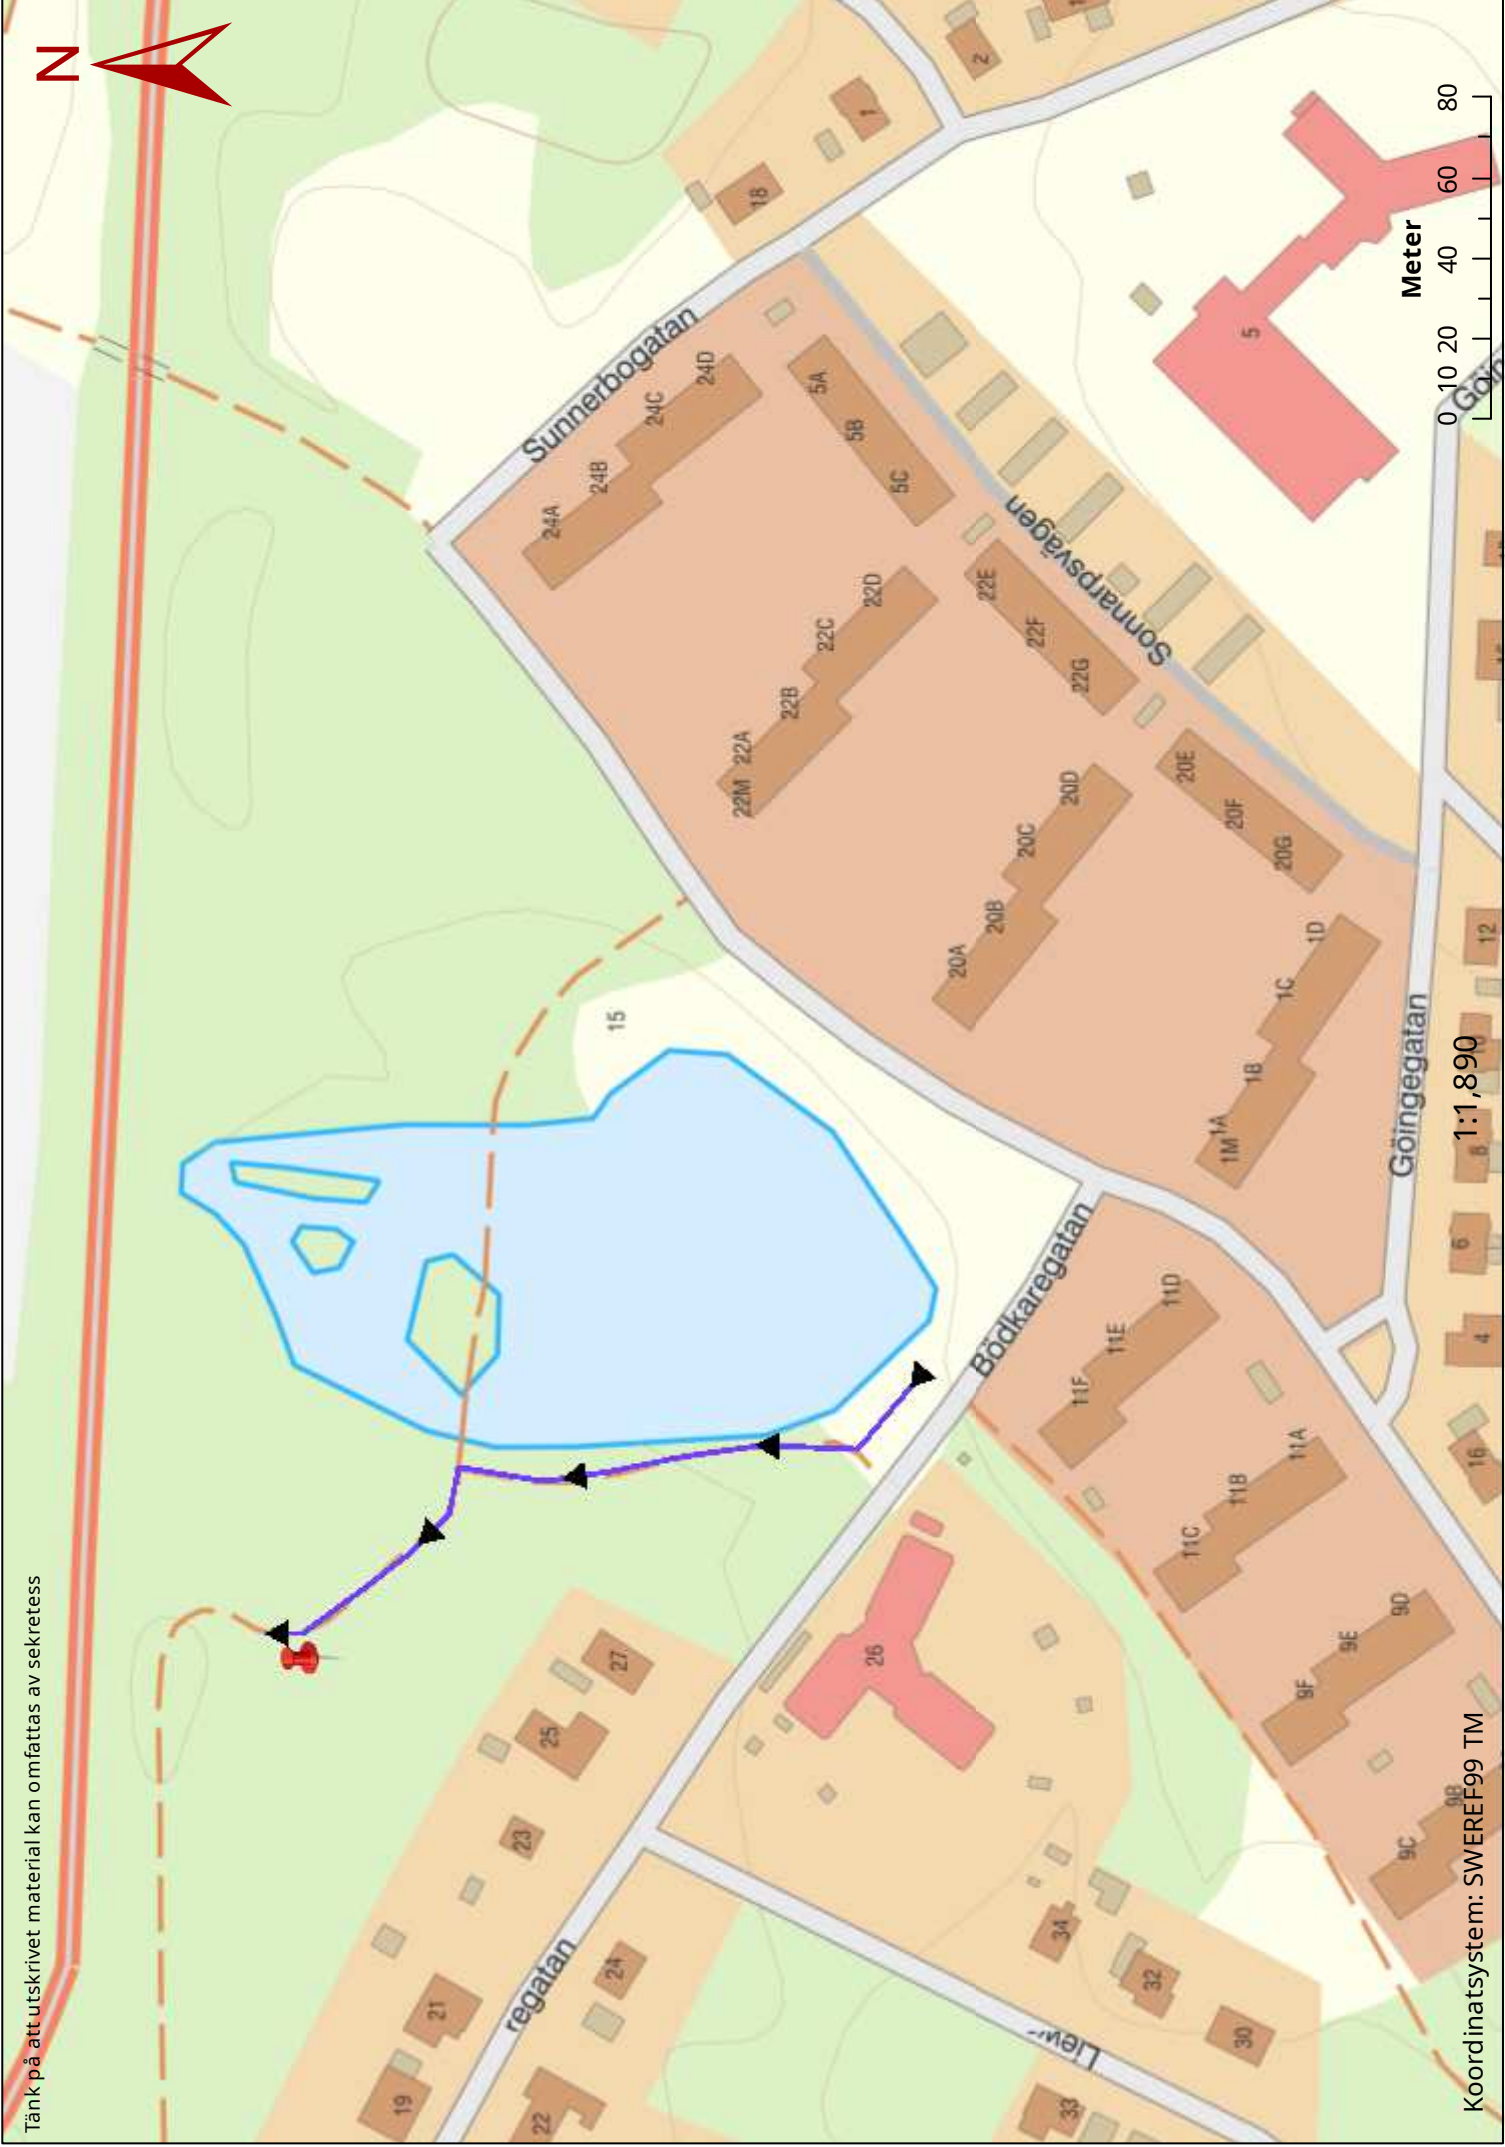 Tänk på att utskrivet material kan omfattas av sekretess
N
19
21
23
25
27
15
Sunnerbogatan
24A
24B
24C
24D
18
1
2
22
24
regatan
26
22M
22A
22B
22C
22D
5A
5B
5C
20A
20B
20C
20D
22E
22F
22G
Sonnarpsvägen
Bödkaregatan
34
32
30
33
11F
11E
11D
11C
11B
11A
1M
1A
1B
1C
1D
20E
20F
20G
5
9F
9E
9D
9C
9B
16
4
6
8
12
Göingegatan
Meter
0 10 20 40 60 80
1:1,890
Koordinatsystem: SWEREF99 TM